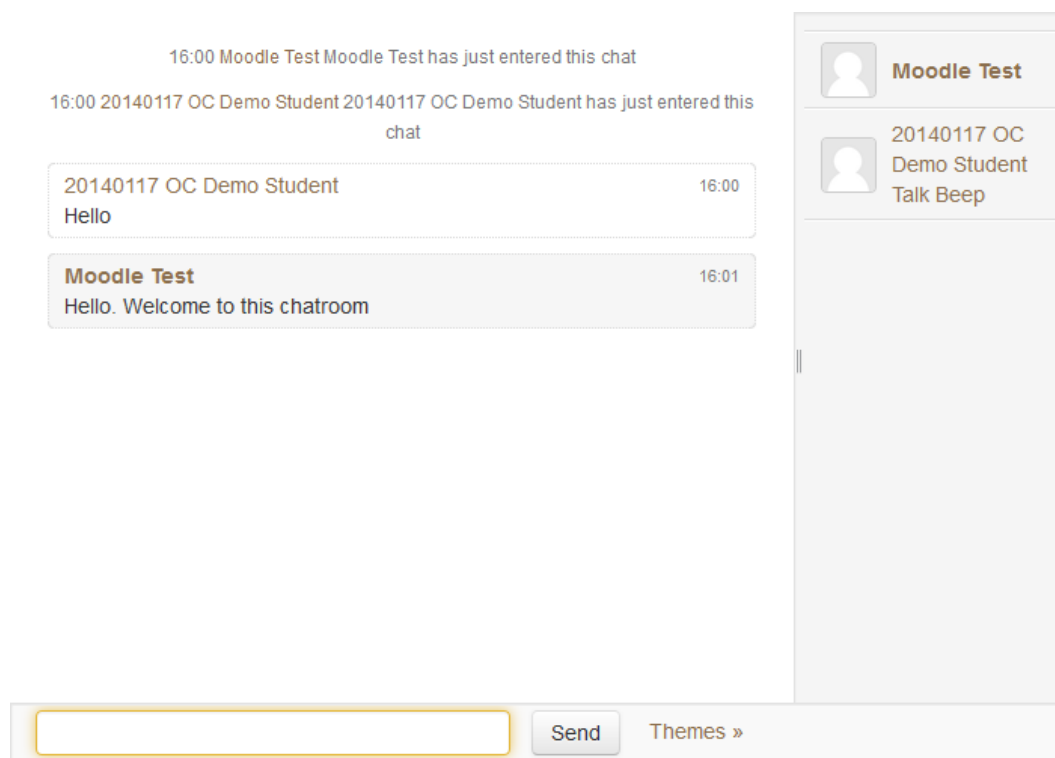 16:00 Moodle Test Moodle Test has just entered this chat
16:00 20140117 OC Demo Student 20140117 OC Demo Student has just entered this
chat
20140117 OC Demo Student 16:00
Hello
Moodle Test 16:01
Hello. Welcome to this chatroom
Moodle Test
20140117 OC
Demo Student
Talk Beep
Send Themes »